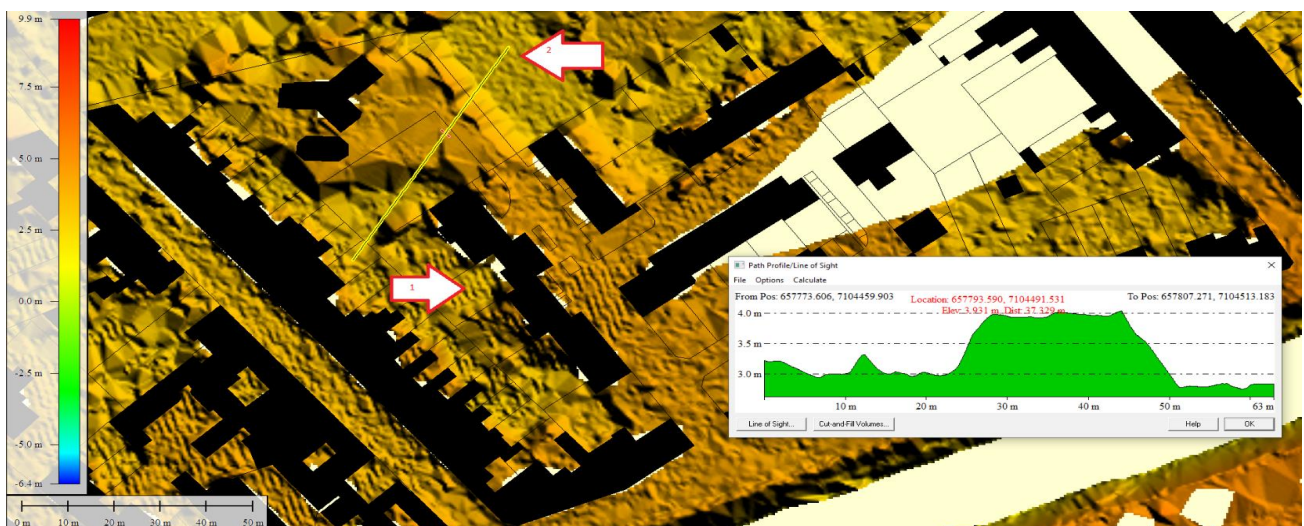 9.9 m
7.5 m
5.0 m
2.5 m
0.0 m
-2.5 m
-5.0 m
-6.4 m
0 m 10 m 20 m 30 m 40 m 50 m
2
1
Path Profile/Line of Sight
File Options Calculate
From Pos: 657773.606, 7104459.903
Location: 657793.590, 7104491.531
To Pos: 657807.271, 7104513.183
Elev: 3.931 m, Dist: 37.329 m
4.0 m
3.5 m
3.0 m
10 m 20 m 30 m 40 m 50 m 63 m
Line of Sight... Cut-and-Fill Volumes... Help OK